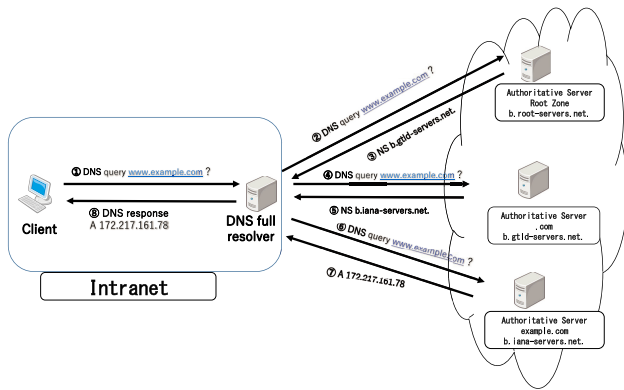 ② DNS query www.example.com ?
Authoritative Server
Root Zone
b.root-servers.net.
③ NS b.gtld-servers.net.
① DNS query www.example.com ?
④ DNS query www.example.com ?
⑧ DNS response
A 172.217.161.78
Client
DNS full
resolver
⑤ NS b.iana-servers.net.
Authoritative Server
.com
b.gtld-servers.net.
⑥ DNS query www.example.com ?
⑦ A 172.217.161.78
Intranet
Authoritative Server
example.com
b.iana-servers.net.